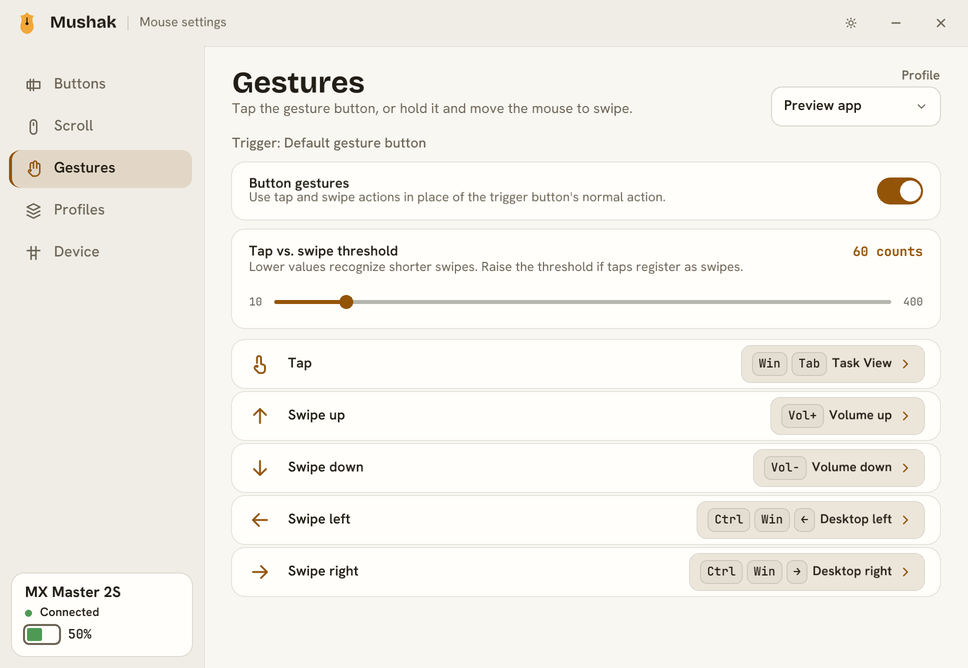 Mushak | Mouse settings
Buttons
Scroll
Gestures
Profiles
Device
MX Master 2S
Connected
50%
Gestures
Tap the gesture button, or hold it and move the mouse to swipe.
Profile
Preview app
Trigger: Default gesture button
Button gestures
Use tap and swipe actions in place of the trigger button's normal action.
Tap vs. swipe threshold
60 counts
Lower values recognize shorter swipes. Raise the threshold if taps register as swipes.
10
400
Tap
Win Tab Task View
Swipe up
Vol+ Volume up
Swipe down
Vol- Volume down
Swipe left
Ctrl Win ← Desktop left
Swipe right
Ctrl Win → Desktop right